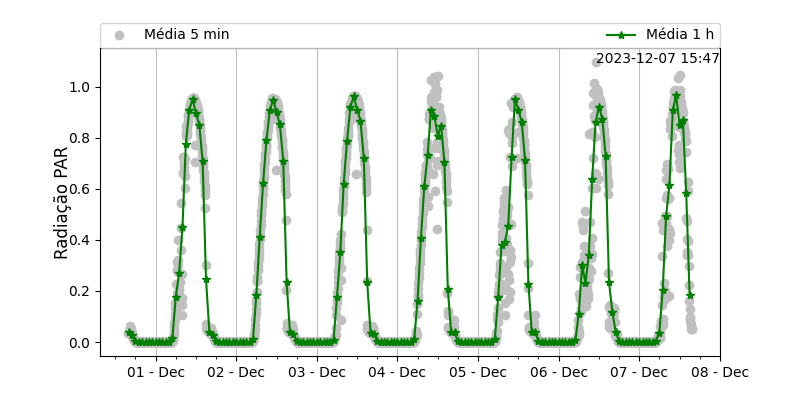 Média 5 min
Média 1 h
2023-12-07 15:47
Radiação PAR
1.0
0.8
0.6
0.4
0.2
0.0
01 - Dec
02 - Dec
03 - Dec
04 - Dec
05 - Dec
06 - Dec
07 - Dec
08 - Dec